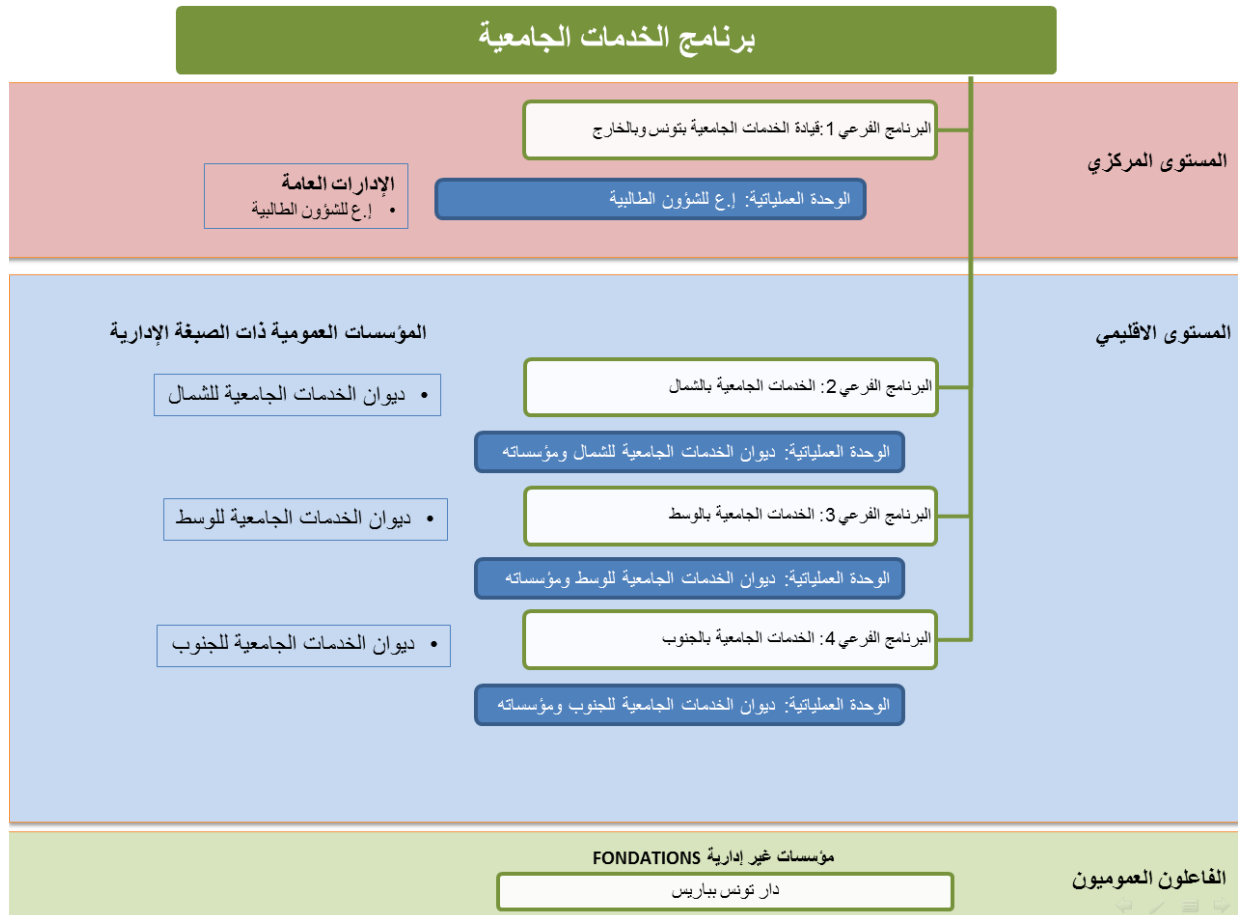 برنامج الخدمات الجامعية
المستوى المركزي
البرنامج الفرعي 1:قيادة الخدمات الجامعية بتونس وبالخارج
الوحدة العملياتية: إ.ع للشؤون الطالبية
الإدارات العامة
• إ.ع للشؤون الطالبية
المستوى الاقليمي
المؤسسات العمومية ذات الصبغة الإدارية
البرنامج الفرعي 2: الخدمات الجامعية بالشمال
• ديوان الخدمات الجامعية للشمال
الوحدة العملياتية: ديوان الخدمات الجامعية للشمال ومؤسساته
البرنامج الفرعي 3: الخدمات الجامعية بالوسط
• ديوان الخدمات الجامعية للوسط
الوحدة العملياتية: ديوان الخدمات الجامعية للوسط ومؤسساته
البرنامج الفرعي 4: الخدمات الجامعية بالجنوب
• ديوان الخدمات الجامعية للجنوب
الوحدة العملياتية: ديوان الخدمات الجامعية للجنوب ومؤسساته
الفاعلون العموميون
مؤسسات غير إدارية FONDATIONS
دار تونس بباريس